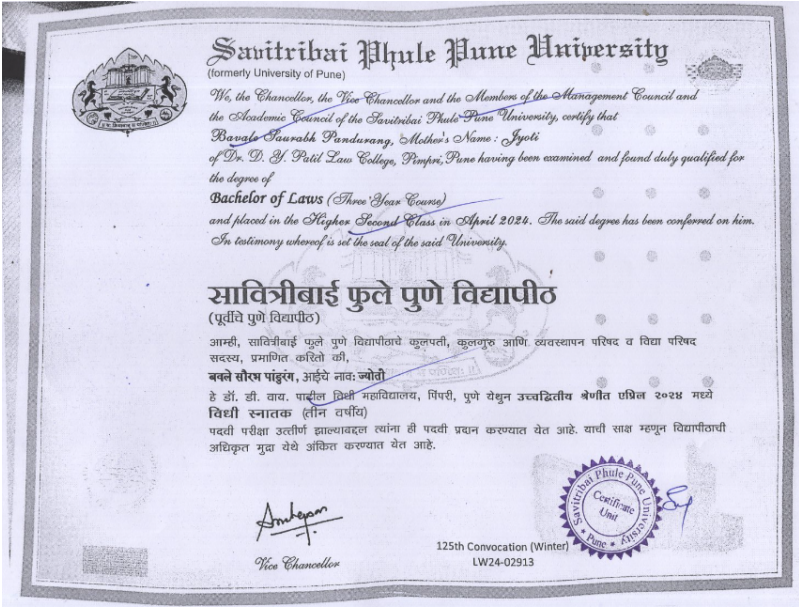 Savitribai Phule Pune University
(formerly University of Pune)
We, the Chancellor, the Vice Chancellor and the Members of the Management Council and
the Academic Council of the Savitribai Phule Pune University, certify that
Bavale Saurabh Pandurang, Mother's Name : Jyoti
of Dr. D. Y. Patil Law College, Pimpri, Pune having been examined and found duly qualified for
the degree of
Bachelor of Laws (Three Year Course)
and placed in the Higher Second Class in April 2024. The said degree has been conferred on him.
In testimony whereof is set the seal of the said University.
सावित्रीबाई फुले पुणे विद्यापीठ
(पूर्वीचे पुणे विद्यापीठ)
आम्ही, सावित्रीबाई फुले पुणे विद्यापीठाचे कुलपती, कुलगुरु आणि व्यवस्थापन परिषद व विद्या परिषद
सदस्य, प्रमाणित करितो की,
बवले सौरभ पांडुरंग, आईचे नाव: ज्योती
हे डॉ. डी. वाय. पाटील विधी महाविद्यालय, पिंपरी, पुणे येथुन उच्चद्वितीय श्रेणीत एप्रिल २०२४ मध्ये
विधी स्नातक (तीन वर्षीय)
पदवी परीक्षा उत्तीर्ण झाल्याबद्दल त्यांना ही पदवी प्रदान करण्यात येत आहे. याची साक्ष म्हणून विद्यापीठाची
अधिकृत मुद्रा येथे अंकित करण्यात येत आहे.
Savitribai Phule Pune University
Certificate
Unit
Pune
Vice Chancellor
125th Convocation (Winter)
LW24-02913